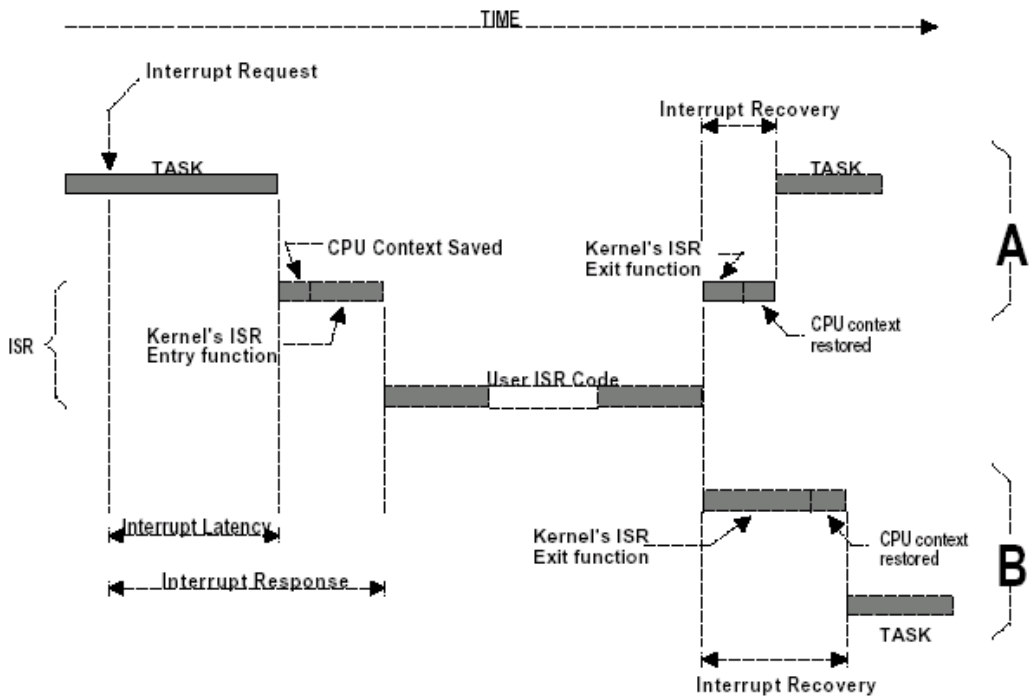 TIME
Interrupt Request
Interrupt Recovery
TASK
TASK
CPU Context Saved
Kernel's ISR
Exit function
A
Kernel's ISR
Entry function
CPU context
restored
ISR
User ISR Code
Interrupt Latency
Kernel's ISR
Exit function
CPU context
restored
B
Interrupt Response
TASK
Interrupt Recovery